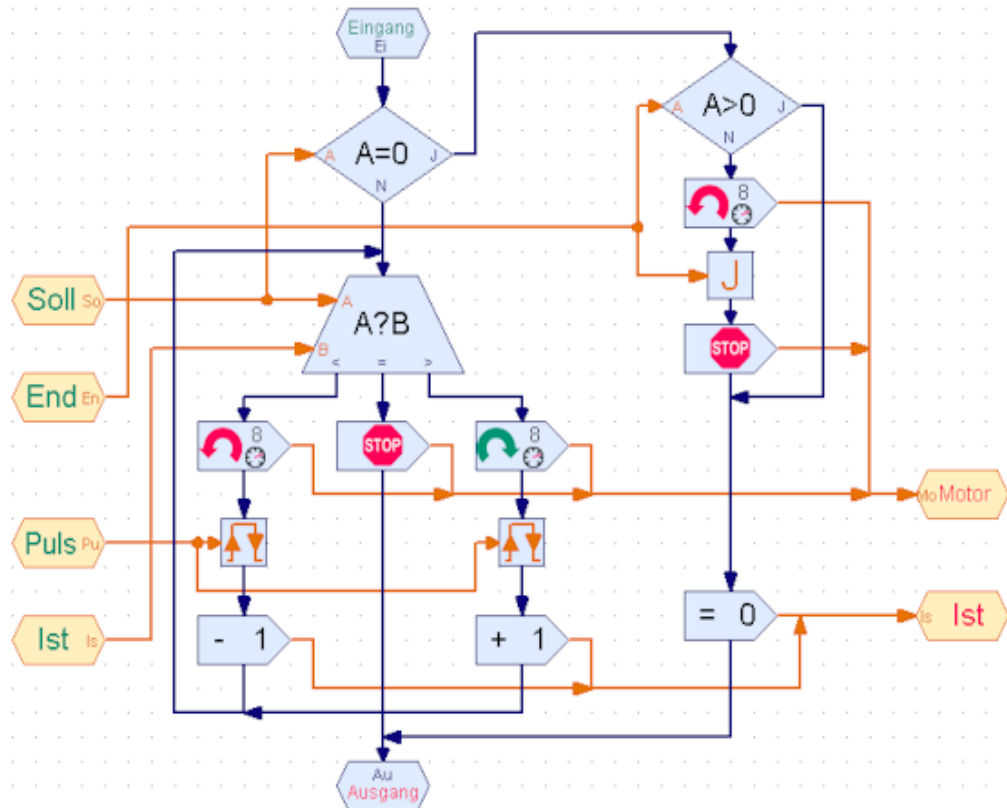 Eingang
Ei
A A=0 J
N
A A>0 J
N
8
J
STOP
Soll So
End En
A
A?B
B
< = >
8
STOP
8
Mo Motor
Puls Pu
Ist Is
- 1
+ 1
= 0
Is Ist
Au
Ausgang